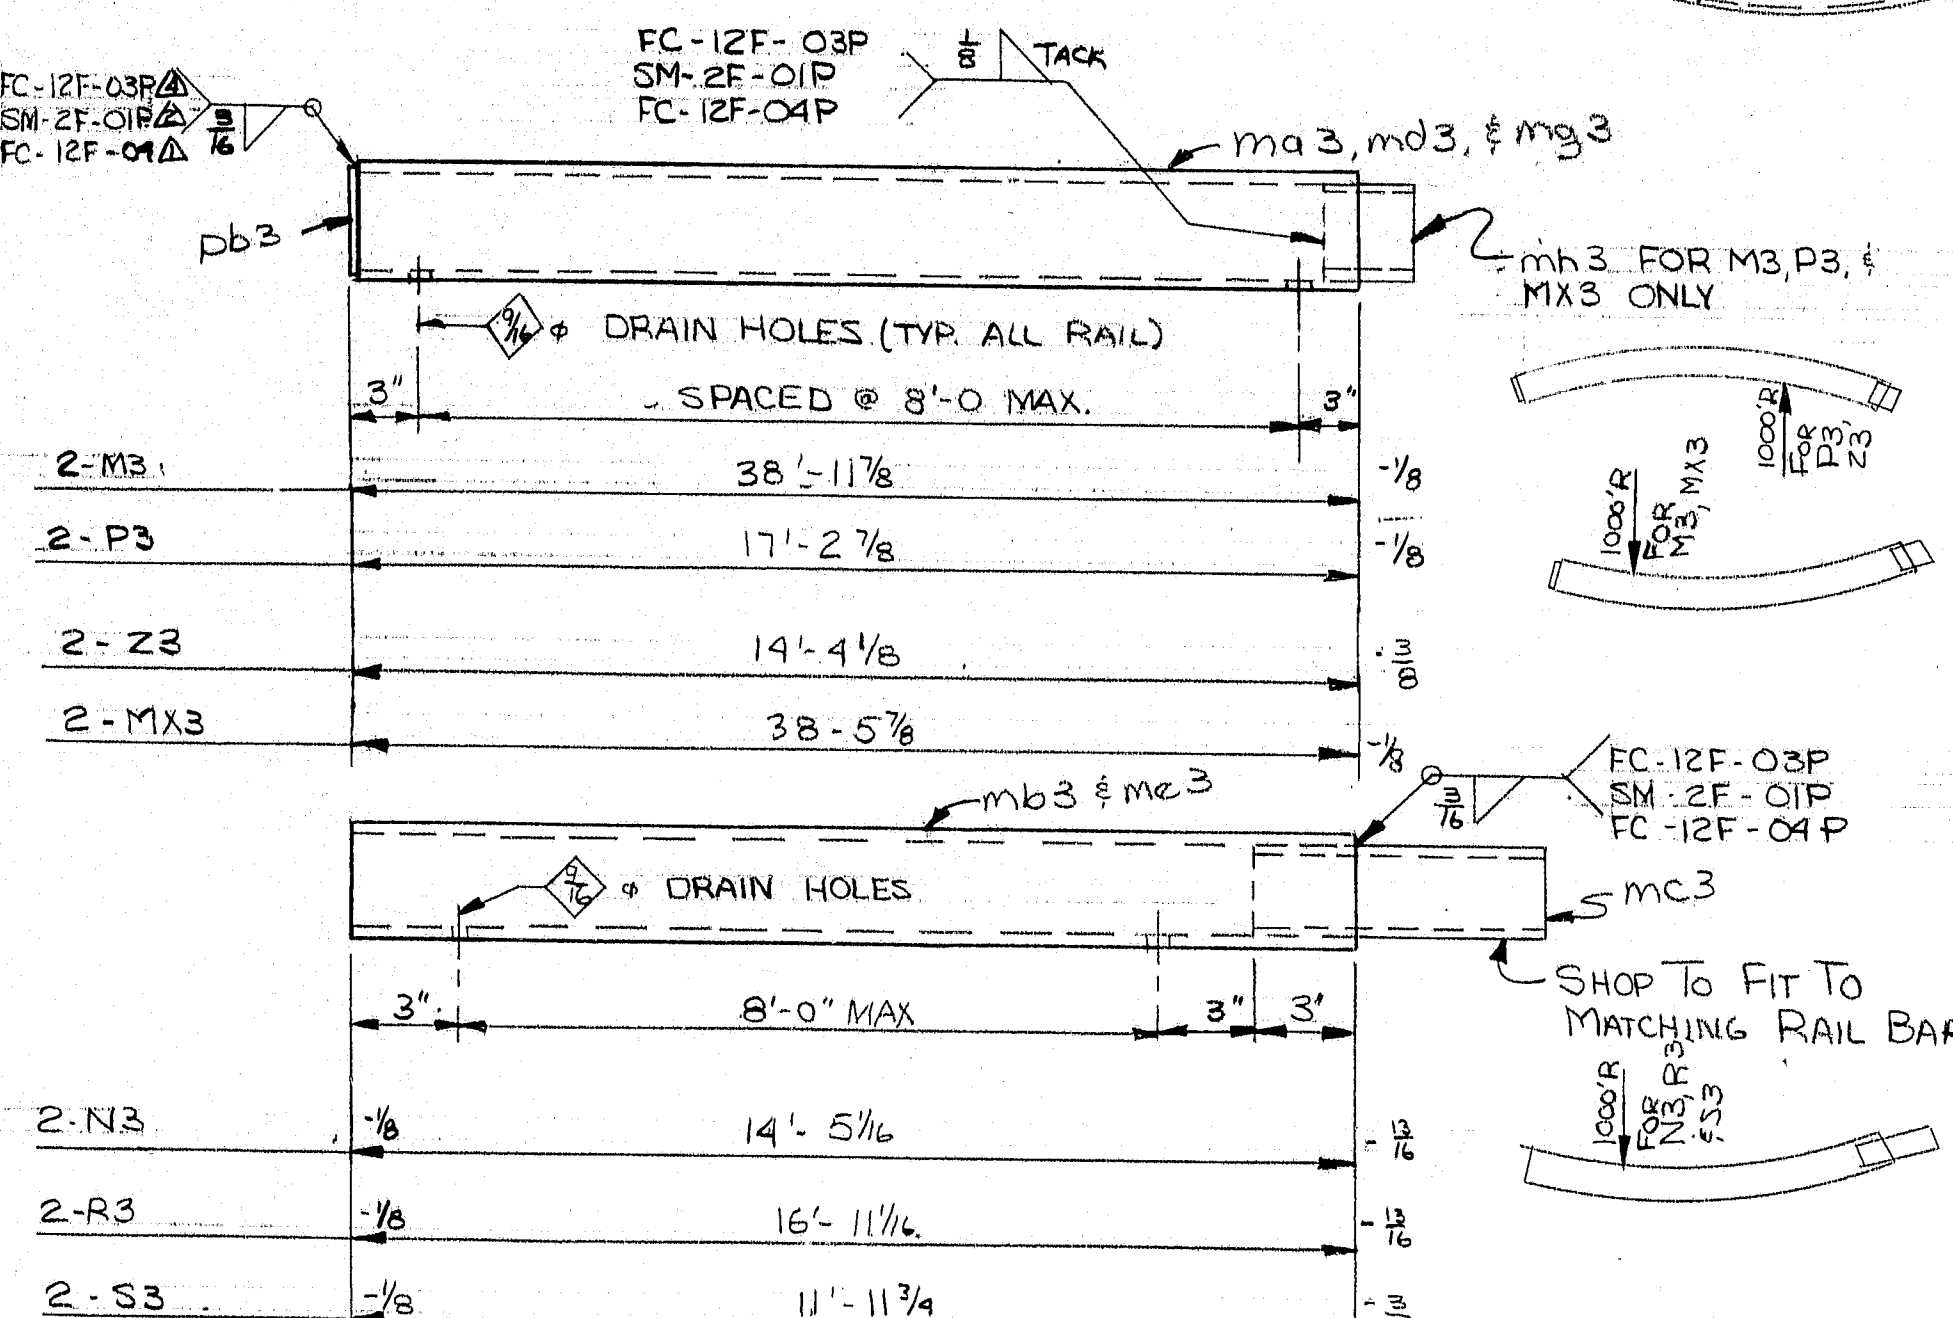 FC-12F-03P 4
SM-2F-01P 2
FC-12F-04 1
3/16
FC-12F-03P
SM-2F-01P
FC-12F-04P
1/8 TACK
ma3, md3, & mg3
pb3
mh3 FOR M3, P3, &
MX3 ONLY
9/16 φ DRAIN HOLES (TYP. ALL RAIL)
3" SPACED @ 8'-0 MAX. 3"
1000'R
FOR
P3,
Z3
1000'R
FOR
M3, MX3
2-M3 38'-11 7/8 -1/8
2-P3 17'-2 7/8 -1/8
2-Z3 14'-4 1/8 3/8
2-MX3 38-5 7/8 -1/8
mb3 & me3
3/16
FC-12F-03P
SM-2F-01P
FC-12F-04P
9/16 φ DRAIN HOLES
mc3
SHOP TO FIT TO
MATCHING RAIL BAR
3" 8'-0" MAX 3" 3'
1000'R
FOR
N3, R3
& S3
2-N3 -1/8 14'-5 1/16 -13/16
2-R3 -1/8 16'-11 1/16 -13/16
2-S3 -1/8 11'-11 3/4